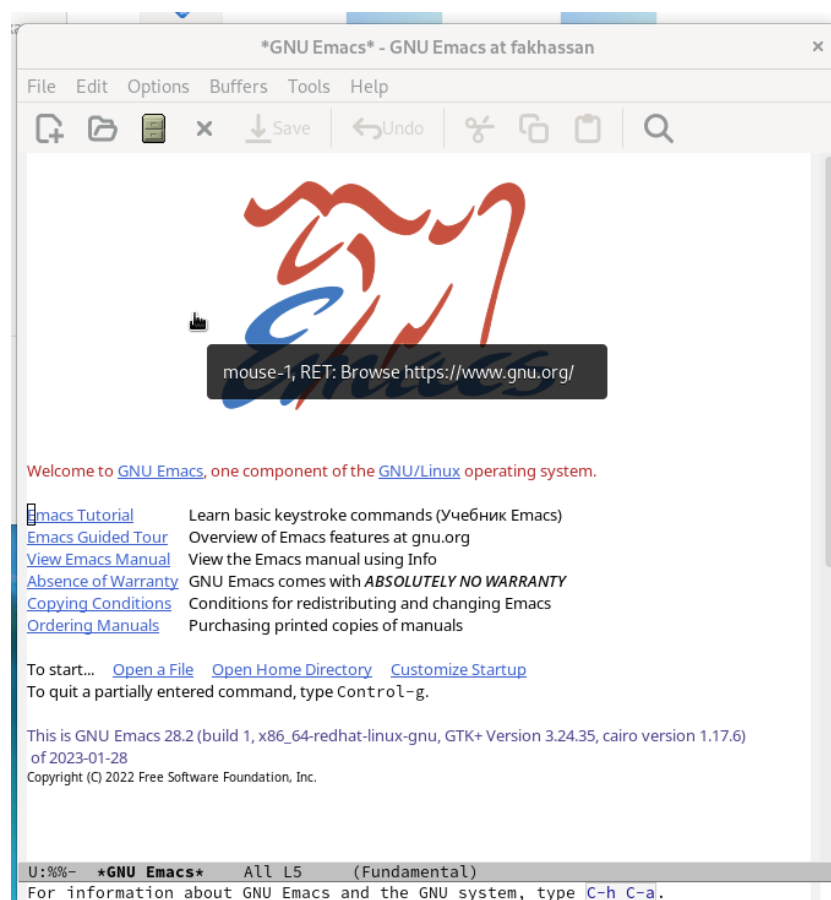 *GNU Emacs* - GNU Emacs at fakhassan
File Edit Options Buffers Tools Help
Save Undo
Emacs
mouse-1, RET: Browse https://www.gnu.org/
Welcome to GNU Emacs, one component of the GNU/Linux operating system.
Emacs Tutorial Learn basic keystroke commands (Учебник Emacs)
Emacs Guided Tour Overview of Emacs features at gnu.org
View Emacs Manual View the Emacs manual using Info
Absence of Warranty GNU Emacs comes with ABSOLUTELY NO WARRANTY
Copying Conditions Conditions for redistributing and changing Emacs
Ordering Manuals Purchasing printed copies of manuals
To start... Open a File Open Home Directory Customize Startup
To quit a partially entered command, type Control-g.
This is GNU Emacs 28.2 (build 1, x86_64-redhat-linux-gnu, GTK+ Version 3.24.35, cairo version 1.17.6)
of 2023-01-28
Copyright (C) 2022 Free Software Foundation, Inc.
U:%%- *GNU Emacs* All L5 (Fundamental)
For information about GNU Emacs and the GNU system, type C-h C-a.